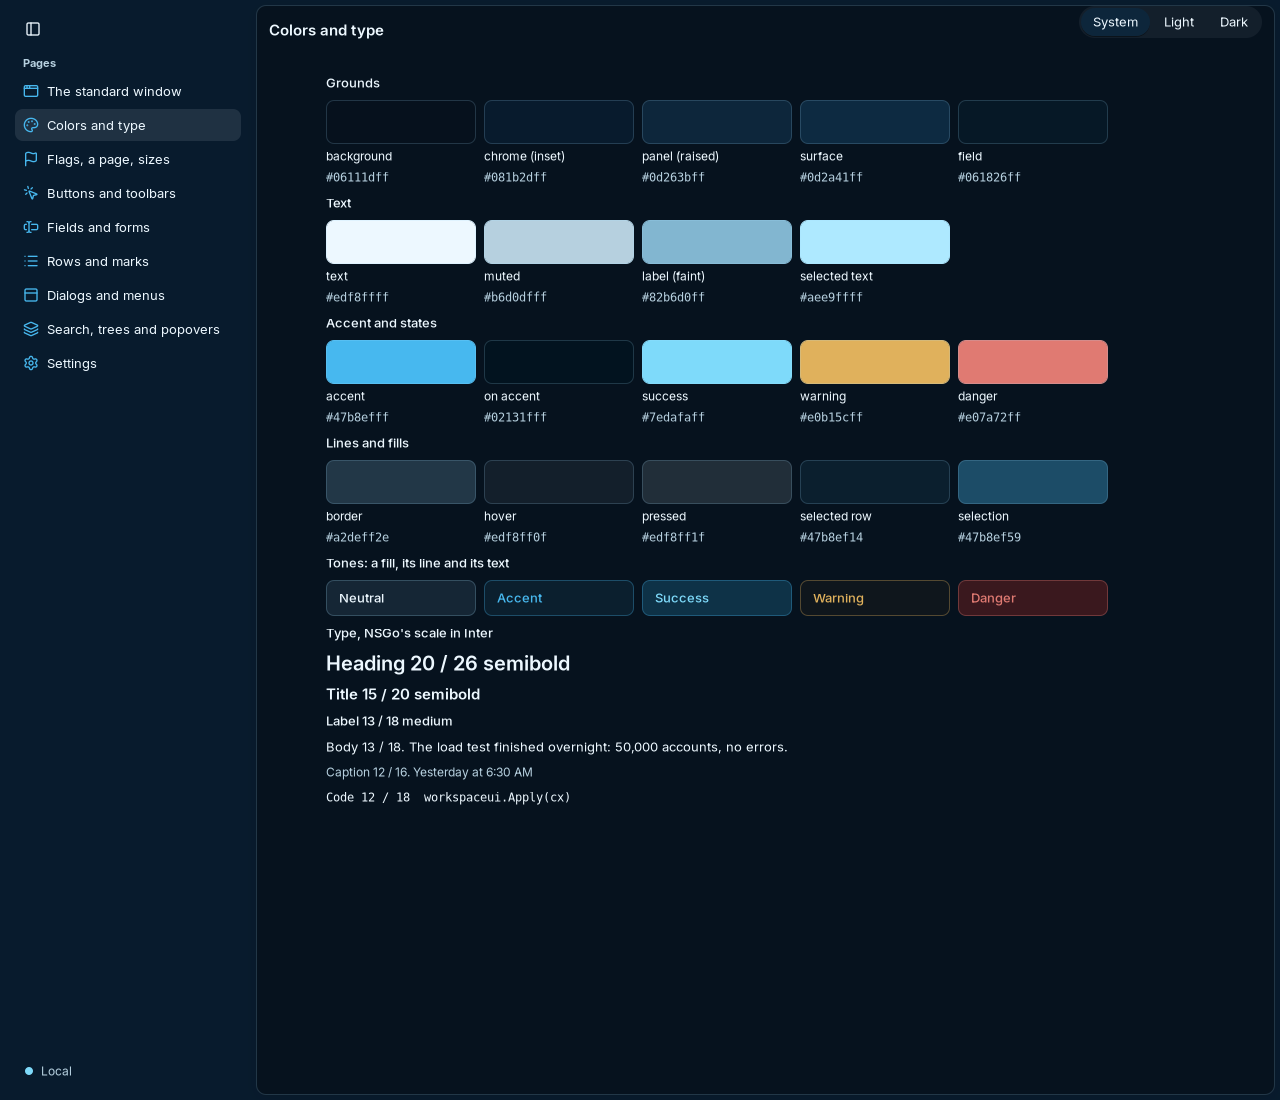 Pages
The standard window
Colors and type
Flags, a page, sizes
Buttons and toolbars
Fields and forms
Rows and marks
Dialogs and menus
Search, trees and popovers
Settings
Local
Colors and type
System Light Dark
Grounds
background chrome (inset) panel (raised) surface field
#06111dff #081b2dff #0d263bff #0d2a41ff #061826ff
Text
text muted label (faint) selected text
#edf8ffff #b6d0dfff #82b6d0ff #aee9ffff
Accent and states
accent on accent success warning danger
#47b8efff #02131fff #7edafaff #e0b15cff #e07a72ff
Lines and fills
border hover pressed selected row selection
#a2deff2e #edf8ff0f #edf8ff1f #47b8ef14 #47b8ef59
Tones: a fill, its line and its text
Neutral Accent Success Warning Danger
Type, NSGo's scale in Inter
Heading 20 / 26 semibold
Title 15 / 20 semibold
Label 13 / 18 medium
Body 13 / 18. The load test finished overnight: 50,000 accounts, no errors.
Caption 12 / 16. Yesterday at 6:30 AM
Code 12 / 18  workspaceui.Apply(cx)